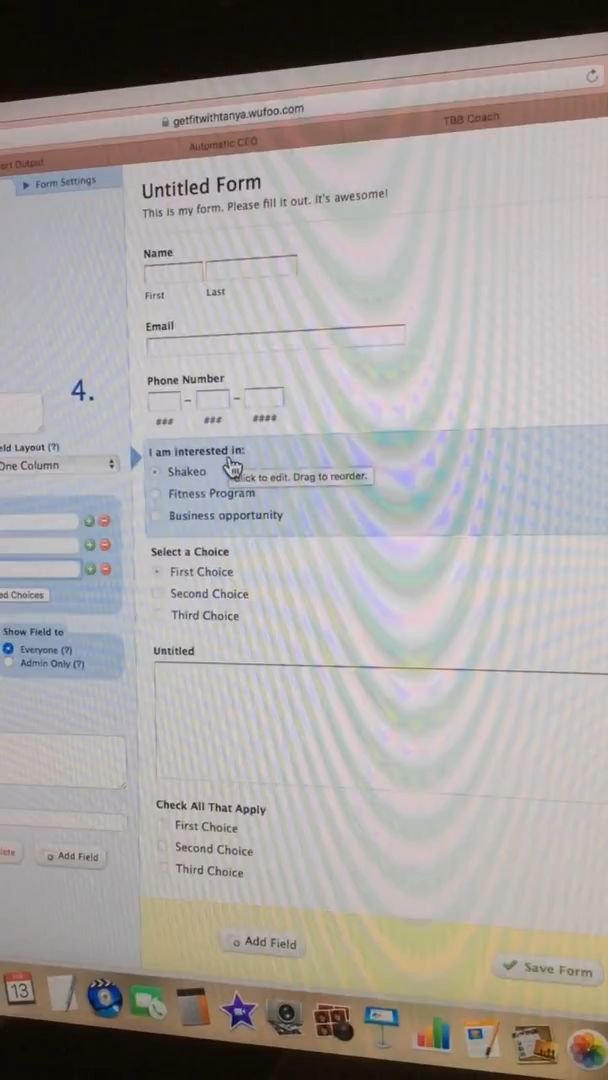 getfitwithtanya.wufoo.com
Output
Automatic CEO
TBB Coach
Form Settings
Untitled Form
This is my form. Please fill it out. It's awesome!
Name
First
Last
Email
4.
Phone Number
###
###
####
Layout (?)
I am interested in:
One Column
Shakeo
Click to edit. Drag to reorder.
Fitness Program
Business opportunity
Select a Choice
First Choice
Choices
Second Choice
Third Choice
Show Field to
Everyone (?)
Admin Only (?)
Untitled
Check All That Apply
First Choice
Second Choice
Third Choice
Add Field
Add Field
Save Form
13